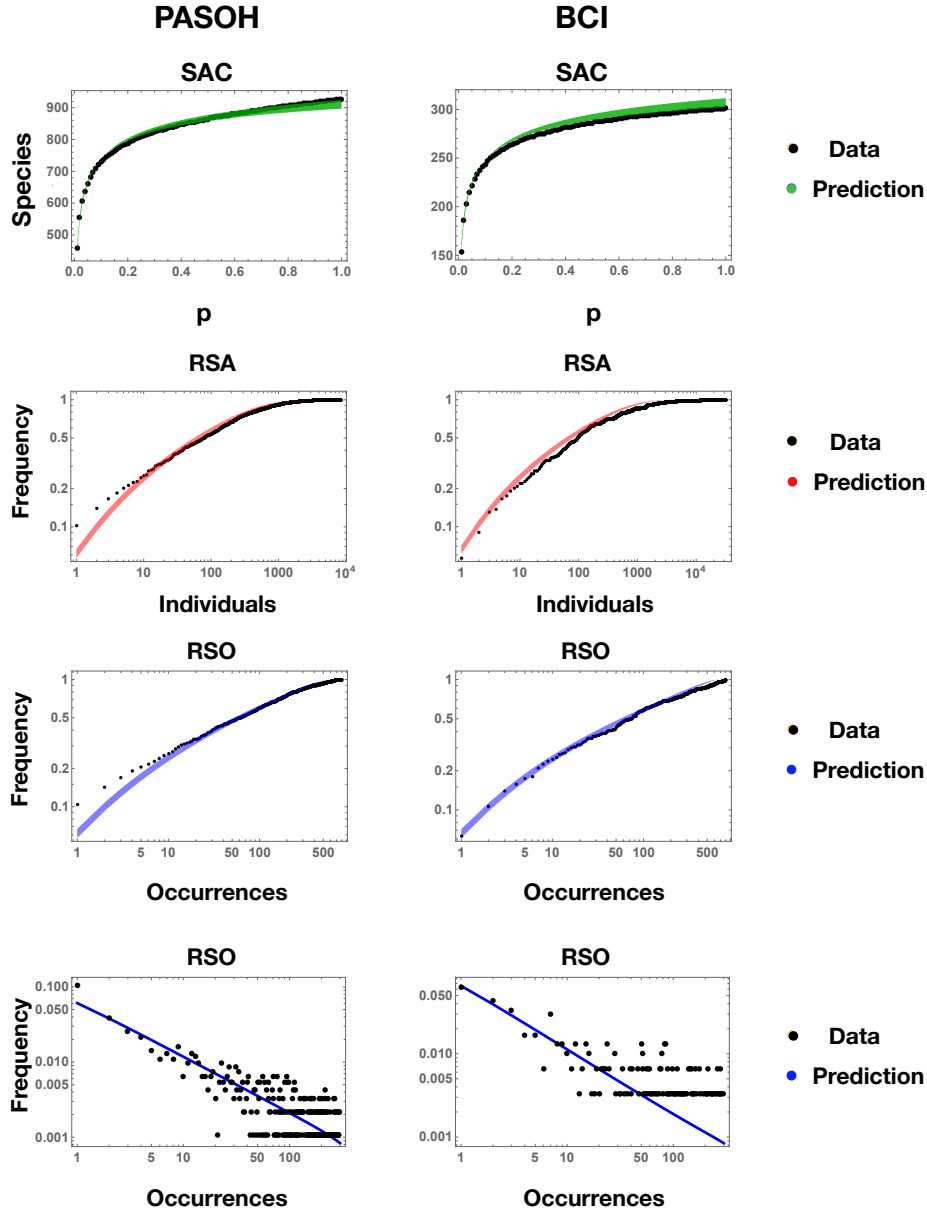 PASOH BCI
SAC SAC
Species
900
800
700
600
500
0.0 0.2 0.4 0.6 0.8 1.0
300
250
200
150
0.0 0.2 0.4 0.6 0.8 1.0
Data
Prediction
p p
RSA RSA
Frequency
1
0.5
0.2
0.1
1 10 100 1000 10^4
1
0.5
0.2
0.1
1 10 100 1000 10^4
Data
Prediction
Individuals Individuals
RSO RSO
Frequency
1
0.5
0.2
0.1
1 5 10 50 100 500
1
0.5
0.2
0.1
1 5 10 50 100 500
Data
Prediction
Occurrences Occurrences
RSO RSO
Frequency
0.100
0.050
0.010
0.005
0.001
1 5 10 50 100
0.050
0.010
0.005
0.001
1 5 10 50 100
Data
Prediction
Occurrences Occurrences